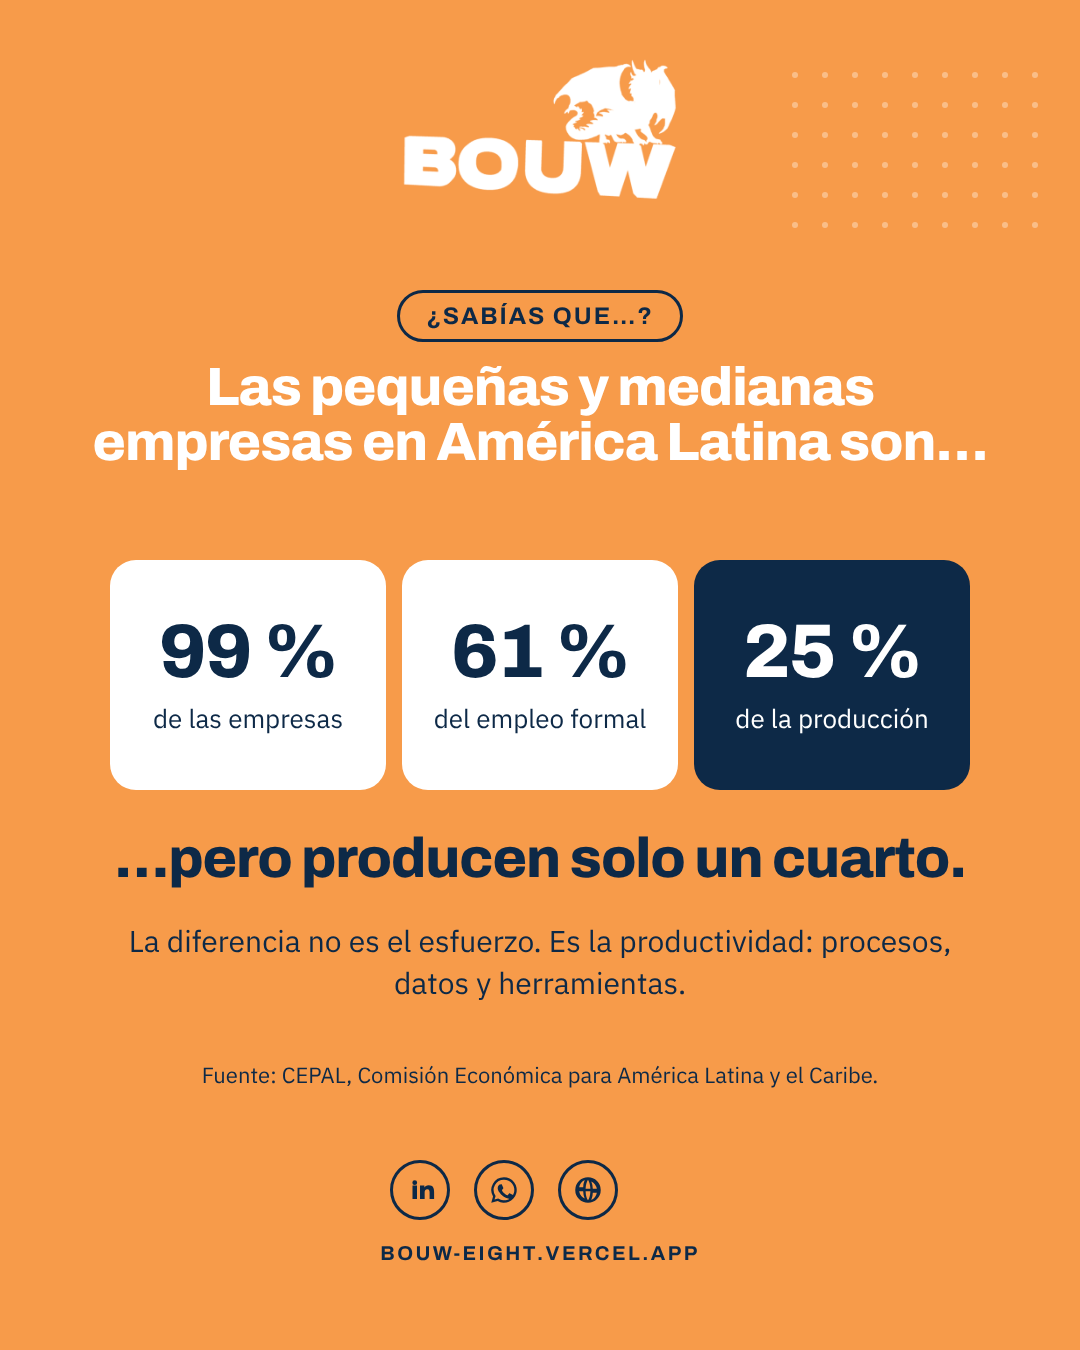 BOUW
¿SABÍAS QUE...?
Las pequeñas y medianas
empresas en América Latina son...
99 %
de las empresas
61 %
del empleo formal
25 %
de la producción
...pero producen solo un cuarto.
La diferencia no es el esfuerzo. Es la productividad: procesos,
datos y herramientas.
Fuente: CEPAL, Comisión Económica para América Latina y el Caribe.
in
BOUW-EIGHT.VERCEL.APP